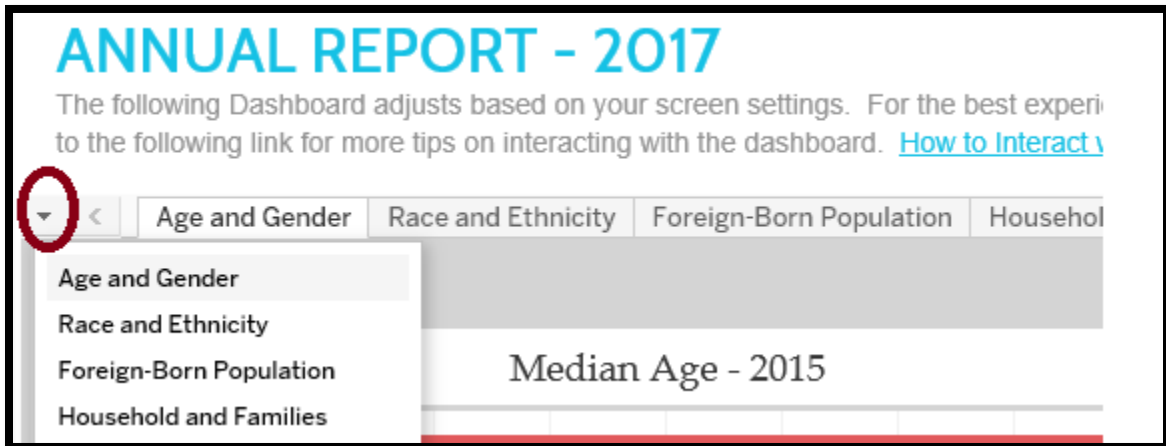 ANNUAL REPORT - 2017
The following Dashboard adjusts based on your screen settings. For the best
to the following link for more tips on interacting with the dashboard. How to Interact
Age and Gender Race and Ethnicity Foreign-Born Population
Age and Gender
Race and Ethnicity
Foreign-Born Population
Household and Families
Median Age - 2015